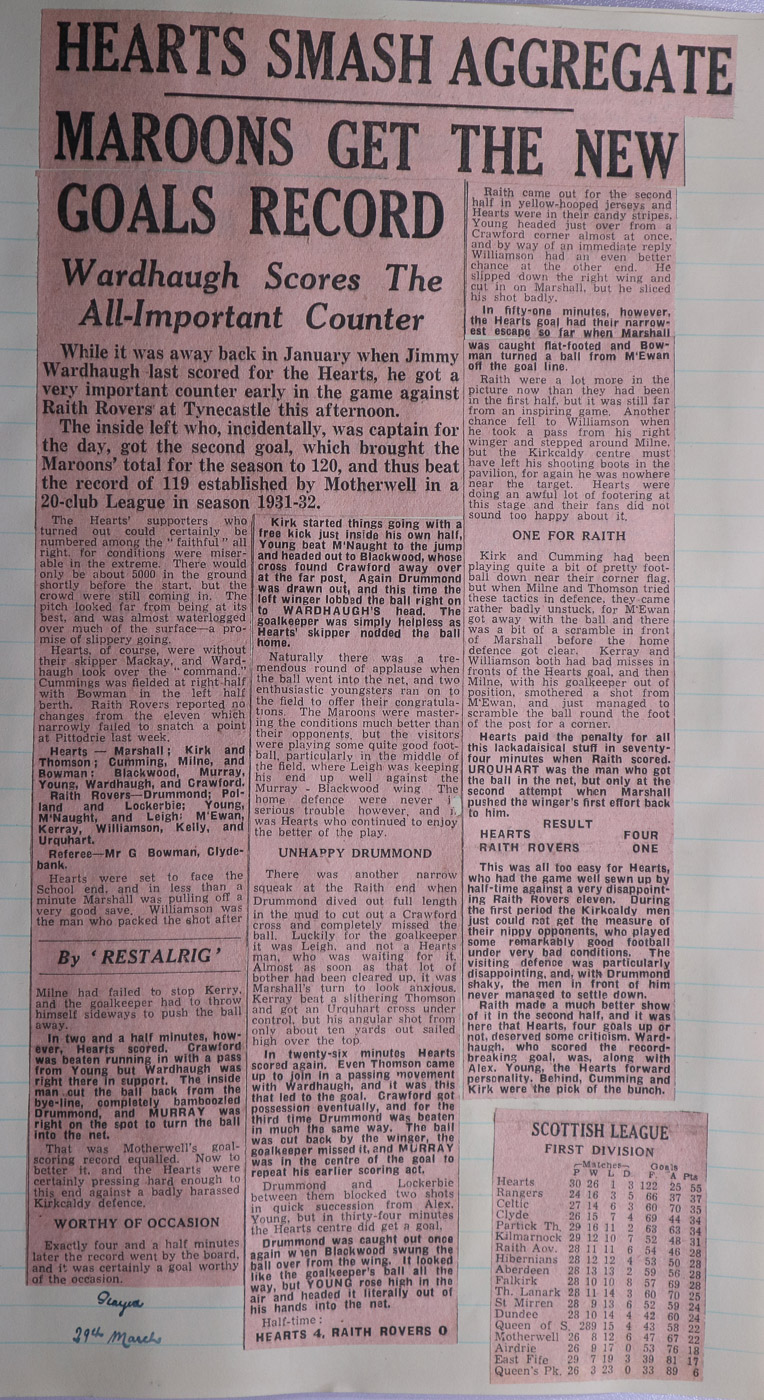 HEARTS SMASH AGGREGATE
MAROONS GET THE NEW
GOALS RECORD
Wardhaugh Scores The
All-Important Counter
While it was away back in January when Jimmy
Wardhaugh last scored for the Hearts, he got a
very important counter early in the game against
Raith Rovers at Tynecastle this afternoon.
The inside left who, incidentally, was captain for
the day, got the second goal, which brought the
Maroons' total for the season to 120, and thus beat
the record of 119 established by Motherwell in a
20-club League in season 1931-32.
The Hearts' supporters who
turned out could certainly be
numbered among the "faithful" all
right, for conditions were miser-
able in the extreme. There would
only be about 5000 in the ground
shortly before the start, but the
crowd were still coming in. The
pitch looked far from being at its
best, and was almost waterlogged
over much of the surface—a pro-
mise of slippery going.
Hearts, of course, were without
their skipper Mackay, and Ward-
haugh took over the "command."
Cummings was fielded at right-half
with Bowman in the left half
berth. Raith Rovers reported no
changes from the eleven which
narrowly failed to snatch a point
at Pittodrie last week.
Hearts — Marshall; Kirk and
Thomson; Cumming, Milne, and
Bowman; Blackwood, Murray,
Young, Wardhaugh, and Crawford.
Raith Rovers—Drummond; Pol-
land and Lockerbie; Young,
M'Naught, and Leigh; M'Ewan,
Kerray, Williamson, Kelly, and
Urquhart.
Referee—Mr G Bowman, Clyde-
bank.
Hearts were set to face the
School end, and in less than a
minute Marshall was pulling off a
very good save. Williamson was
the man who packed the shot after
By 'RESTALRIG'
Milne had failed to stop Kerry,
and the goalkeeper had to throw
himself sideways to push the ball
away.
In two and a half minutes, how-
ever, Hearts scored. Crawford
was beaten running in with a pass
from Young but Wardhaugh was
right there in support. The inside
man cut the ball back from the
bye-line, completely bamboozled
Drummond, and MURRAY was
right on the spot to turn the ball
into the net.
That was Motherwell's goal-
scoring record equalled. Now to
better it, and the Hearts were
certainly pressing hard enough to
this end against a badly harassed
Kirkcaldy defence.
WORTHY OF OCCASION
Exactly four and a half minutes
later the record went by the board,
and it was certainly a goal worthy
of the occasion.
Played
29th March
Kirk started things going with a
free kick just inside his own half,
Young beat M'Naught to the jump
and headed out to Blackwood, whose
cross found Crawford away over
at the far post. Again Drummond
was drawn out, and this time the
left winger lobbed the ball right on
to WARDHAUGH'S head. The
goalkeeper was simply helpless as
Hearts' skipper nodded the ball
home.
Naturally there was a tre-
mendous round of applause when
the ball went into the net, and two
enthusiastic youngsters ran on to
the field to offer their congratula-
tions. The Maroons were master-
ing the conditions much better than
their opponents, but the visitors
were playing some quite good foot-
ball, particularly in the middle of
the field, where Leigh was keeping
his end up well against the
Murray - Blackwood wing The
home defence were never i
serious trouble however, and i
was Hearts who continued to enjoy
the better of the play.
UNHAPPY DRUMMOND
There was another narrow
squeak at the Raith end when
Drummond dived out full length
in the mud to cut out a Crawford
cross and completely missed the
ball. Luckily for the goalkeeper
it was Leigh, and not a Hearts
man, who was waiting for it.
Almost as soon as that lot of
bother had been cleared up, it was
Marshall's turn to look anxious.
Kerray beat a slithering Thomson
and got an Urquhart cross under
control, but his angular shot from
only about ten yards out sailed
high over the top.
In twenty-six minutes Hearts
scored again. Even Thomson came
up to join in a passing movement
with Wardhaugh, and it was this
that led to the goal. Crawford got
possession eventually, and for the
third time Drummond was beaten
in much the same way. The ball
was cut back by the winger, the
goalkeeper missed it, and MURRAY
was in the centre of the goal to
repeat his earlier scoring act.
Drummond and Lockerbie
between them blocked two shots
in quick succession from Alex.
Young, but in thirty-four minutes
the Hearts centre did get a goal.
Drummond was caught out once
again when Blackwood swung the
ball over from the wing. It looked
like the goalkeeper's ball all the
way, but YOUNG rose high in the
air and headed it literally out of
his hands into the net.
Half-time:
HEARTS 4, RAITH ROVERS 0
Raith came out for the second
half in yellow-hooped jerseys and
Hearts were in their candy stripes.
Young headed just over from a
Crawford corner almost at once,
and by way of an immediate reply
Williamson had an even better
chance at the other end. He
slipped down the right wing and
cut in on Marshall, but he sliced
his shot badly.
In fifty-one minutes, however,
the Hearts goal had their narrow-
est escape so far when Marshall
was caught flat-footed and Bow-
man turned a ball from M'Ewan
off the goal line.
Raith were a lot more in the
picture now than they had been
in the first half, but it was still far
from an inspiring game. Another
chance fell to Williamson when
he took a pass from his right
winger and stepped around Milne,
but the Kirkcaldy centre must
have left his shooting boots in the
pavilion, for again he was nowhere
near the target. Hearts were
doing an awful lot of footering at
this stage and their fans did not
sound too happy about it.
ONE FOR RAITH
Kirk and Cumming had been
playing quite a bit of pretty foot-
ball down near their corner flag,
but when Milne and Thomson tried
these tactics in defence, they came
rather badly unstuck, for M'Ewan
got away with the ball and there
was a bit of a scramble in front
of Marshall before the home
defence got clear. Kerray and
Williamson both had bad misses in
fronts of the Hearts goal, and then
Milne, with his goalkeeper out of
position, smothered a shot from
M'Ewan, and just managed to
scramble the ball round the foot
of the post for a corner.
Hearts paid the penalty for all
this lackadaisical stuff in seventy-
four minutes when Raith scored.
URQUHART was the man who got
the ball in the net, but only at the
second attempt when Marshall
pushed the winger's first effort back
to him.
RESULT
HEARTS FOUR
RAITH ROVERS ONE
This was all too easy for Hearts,
who had the game well sewn up by
half-time against a very disappoint-
ing Raith Rovers eleven. During
the first period the Kirkcaldy men
just could not get the measure of
their nippy opponents, who played
some remarkably good football
under very bad conditions. The
visiting defence was particularly
disappointing, and, with Drummond
shaky, the men in front of him
never managed to settle down.
Raith made a much better show
of it in the second half, and it was
here that Hearts, four goals up or
not, deserved some criticism. Ward-
haugh, who scored the record-
breaking goal, was, along with
Alex. Young, the Hearts forward
personality. Behind, Cumming and
Kirk were the pick of the bunch.
SCOTTISH LEAGUE
FIRST DIVISION
Matches Goals
P W L D F. A Pts
Hearts 30 26 1 3 122 25 55
Rangers 24 16 3 5 66 37 37
Celtic 27 14 6 3 60 70 35
Clyde 26 15 7 4 69 44 34
Partick Th. 29 16 11 2 16 63 63 34
Kilmarnock 29 12 10 7 52 48 31
Raith Aov. 28 11 11 6 54 46 28
Hibernians 28 12 12 4 53 50 28
Aberdeen 28 13 13 2 59 56 28
Falkirk 28 10 10 8 57 69 28
Th. Lanark 28 11 14 3 60 70 25
St Mirren 28 9 13 6 52 59 24
Dundee 28 10 14 4 42 60 24
Queen of S. 289 15 4 43 58 22
Motherwell 26 8 12 6 47 67 22
Airdrie 26 9 17 0 53 76 18
East Fife 29 7 19 3 39 81 17
Queen's Pk. 26 3 23 0 33 89 6